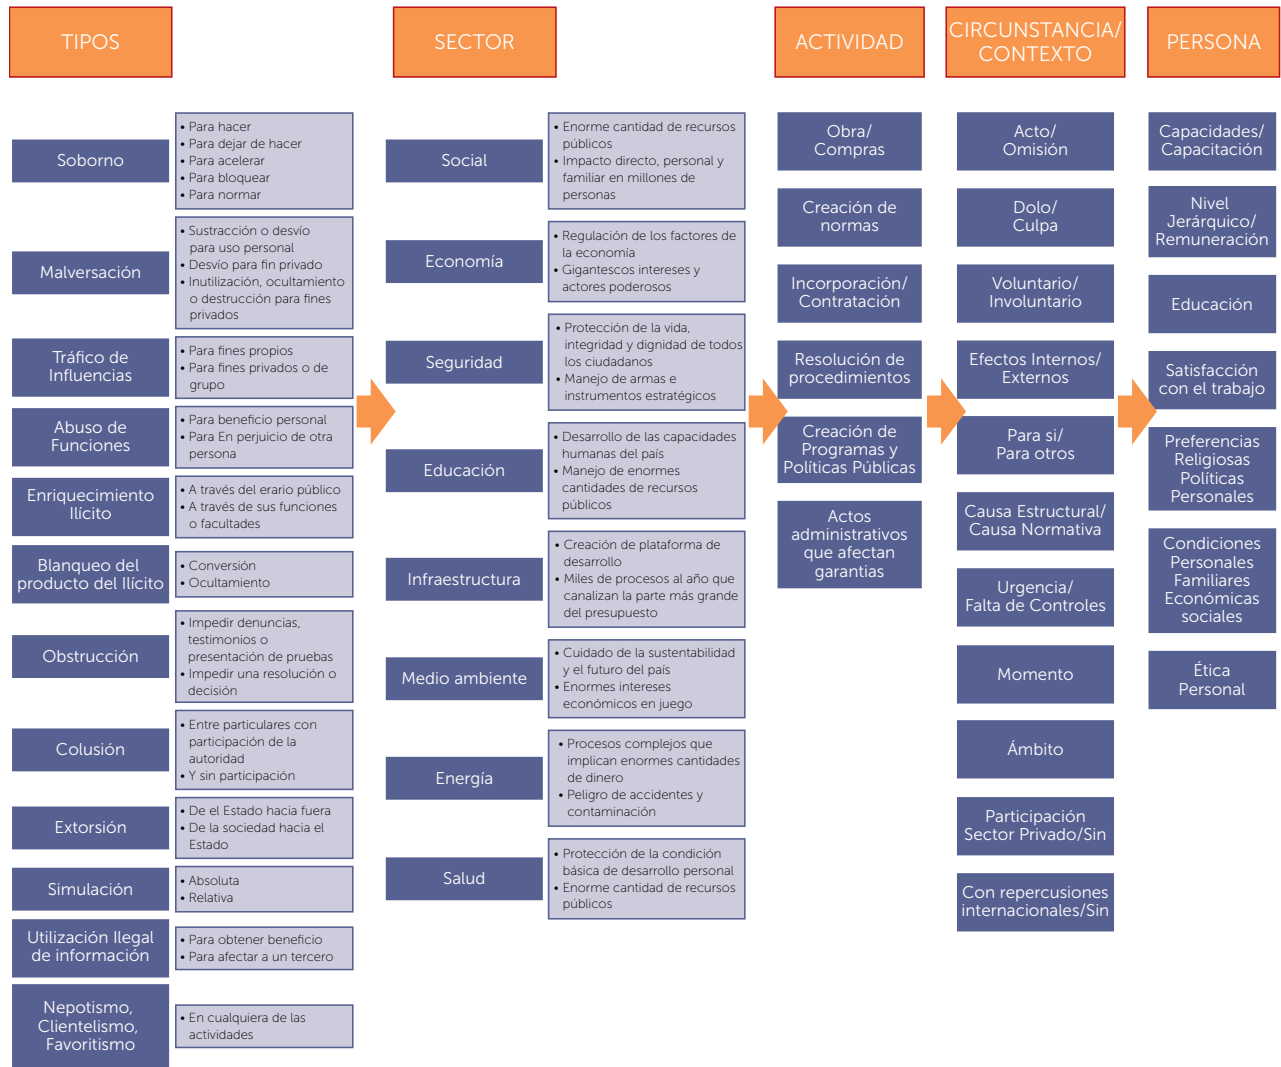 TIPOS
SECTOR
ACTIVIDAD
CIRCUNSTANCIA/
CONTEXTO
PERSONA
Soborno
• Para hacer
• Para dejar de hacer
• Para acelerar
• Para bloquear
• Para normar
Malversación
• Sustracción o desvío
para uso personal
• Desvío para fin privado
• Inutilización, ocultamiento
o destrucción para fines
privados
Tráfico de
Influencias
• Para fines propios
• Para fines privados o de
grupo
Abuso de
Funciones
• Para beneficio personal
• Para En perjuicio de otra
persona
Enriquecimiento
Ilícito
• A través del erario público
• A través de sus funciones
o facultades
Blanqueo del
producto del Ilícito
• Conversión
• Ocultamiento
Obstrucción
• Impedir denuncias,
testimonios o
presentación de pruebas
• Impedir una resolución o
decisión
Colusión
• Entre particulares con
participación de la
autoridad
• Y sin participación
Extorsión
• De el Estado hacia fuera
• De la sociedad hacia el
Estado
Simulación
• Absoluta
• Relativa
Utilización Ilegal
de información
• Para obtener beneficio
• Para afectar a un tercero
Nepotismo,
Clientelismo,
Favoritismo
• En cualquiera de las
actividades
Social
• Enorme cantidad de recursos
públicos
• Impacto directo, personal y
familiar en millones de
personas
Economía
• Regulación de los factores de
la economía
• Gigantescos intereses y
actores poderosos
Seguridad
• Protección de la vida,
integridad y dignidad de todos
los ciudadanos
• Manejo de armas e
instrumentos estratégicos
Educación
• Desarrollo de las capacidades
humanas del país
• Manejo de enormes
cantidades de recursos
públicos
Infraestructura
• Creación de plataforma de
desarrollo
• Miles de procesos al año que
canalizan la parte más grande
del presupuesto
Medio ambiente
• Cuidado de la sustentabilidad
y el futuro del país
• Enormes intereses
económicos en juego
Energía
• Procesos complejos que
implican enormes cantidades
de dinero
• Peligro de accidentes y
contaminación
Salud
• Protección de la condición
básica de desarrollo personal
• Enorme cantidad de recursos
públicos
Obra/
Compras
Creación de
normas
Incorporación/
Contratación
Resolución de
procedimientos
Creación de
Programas y
Políticas Públicas
Actos
administrativos
que afectan
garantias
Acto/
Omisión
Dolo/
Culpa
Voluntario/
Involuntario
Efectos Internos/
Externos
Para si/
Para otros
Causa Estructural/
Causa Normativa
Urgencia/
Falta de Controles
Momento
Ámbito
Participación
Sector Privado/Sin
Con repercusiones
internacionales/Sin
Capacidades/
Capacitación
Nivel
Jerárquico/
Remuneración
Educación
Satisfacción
con el trabajo
Preferencias
Religiosas
Políticas
Personales
Condiciones
Personales
Familiares
Económicas
sociales
Ética
Personal